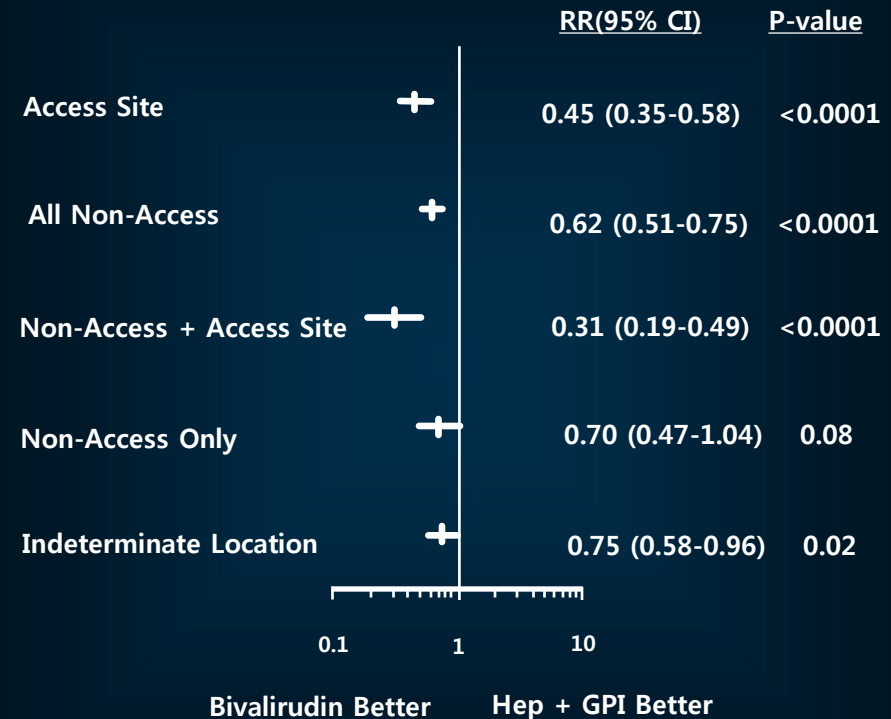 RR(95% CI) P-value
Access Site 0.45 (0.35-0.58) <0.0001
All Non-Access 0.62 (0.51-0.75) <0.0001
Non-Access + Access Site 0.31 (0.19-0.49) <0.0001
Non-Access Only 0.70 (0.47-1.04) 0.08
Indeterminate Location 0.75 (0.58-0.96) 0.02
0.1 1 10
Bivalirudin Better Hep + GPI Better